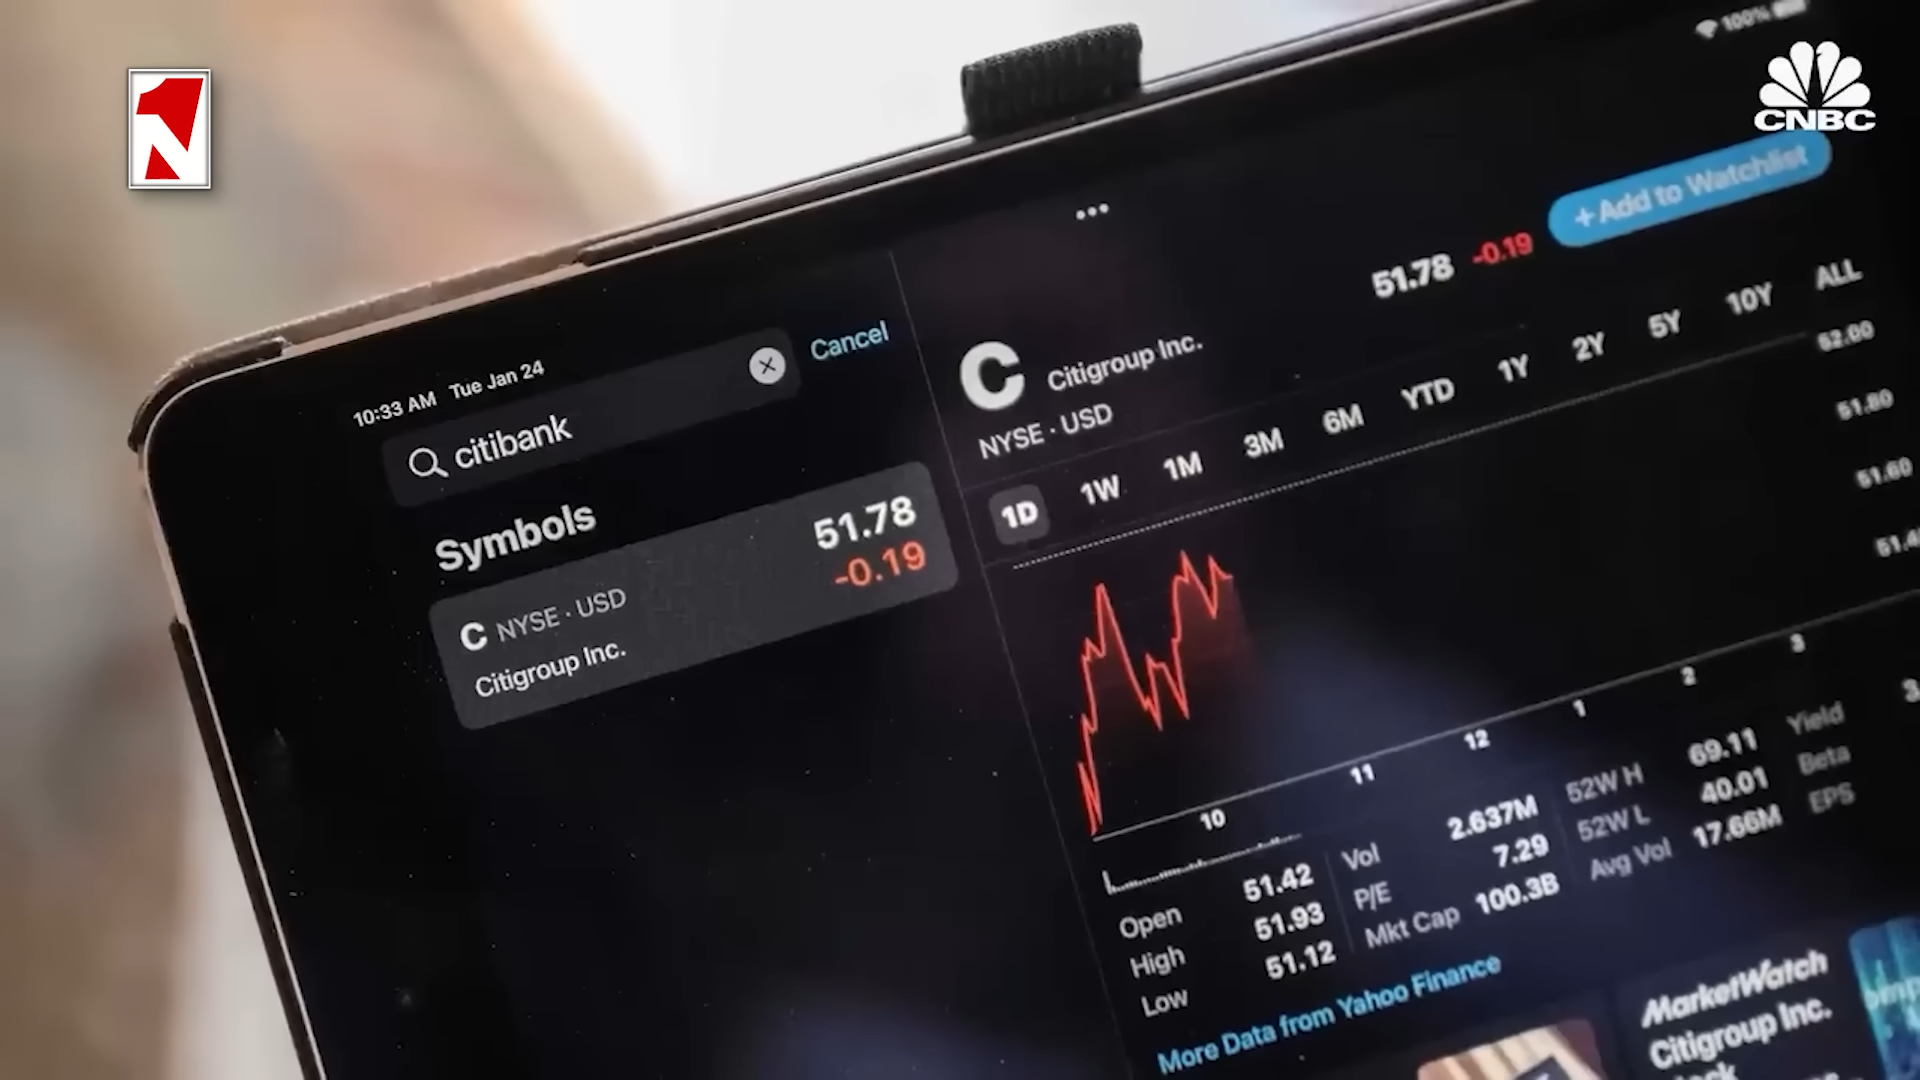 1N
CNBC
100%
10:33 AM Tue Jan 24
citibank
Cancel
Symbols
C NYSE · USD
Citigroup Inc.
51.78
-0.19
51.78 -0.19
+ Add to Watchlist
C Citigroup Inc.
NYSE · USD
1D 1W 1M 3M 6M YTD 1Y 2Y 5Y 10Y ALL
52.00
51.80
51.60
10 11 12 1 2 3
Open 51.42
High 51.93
Low 51.12
Vol 2.637M
P/E 7.29
Mkt Cap 100.3B
52W H 69.11
52W L 40.01
Avg Vol 17.66M
Yield
Beta
EPS
More Data from Yahoo Finance
MarketWatch
Citigroup Inc.